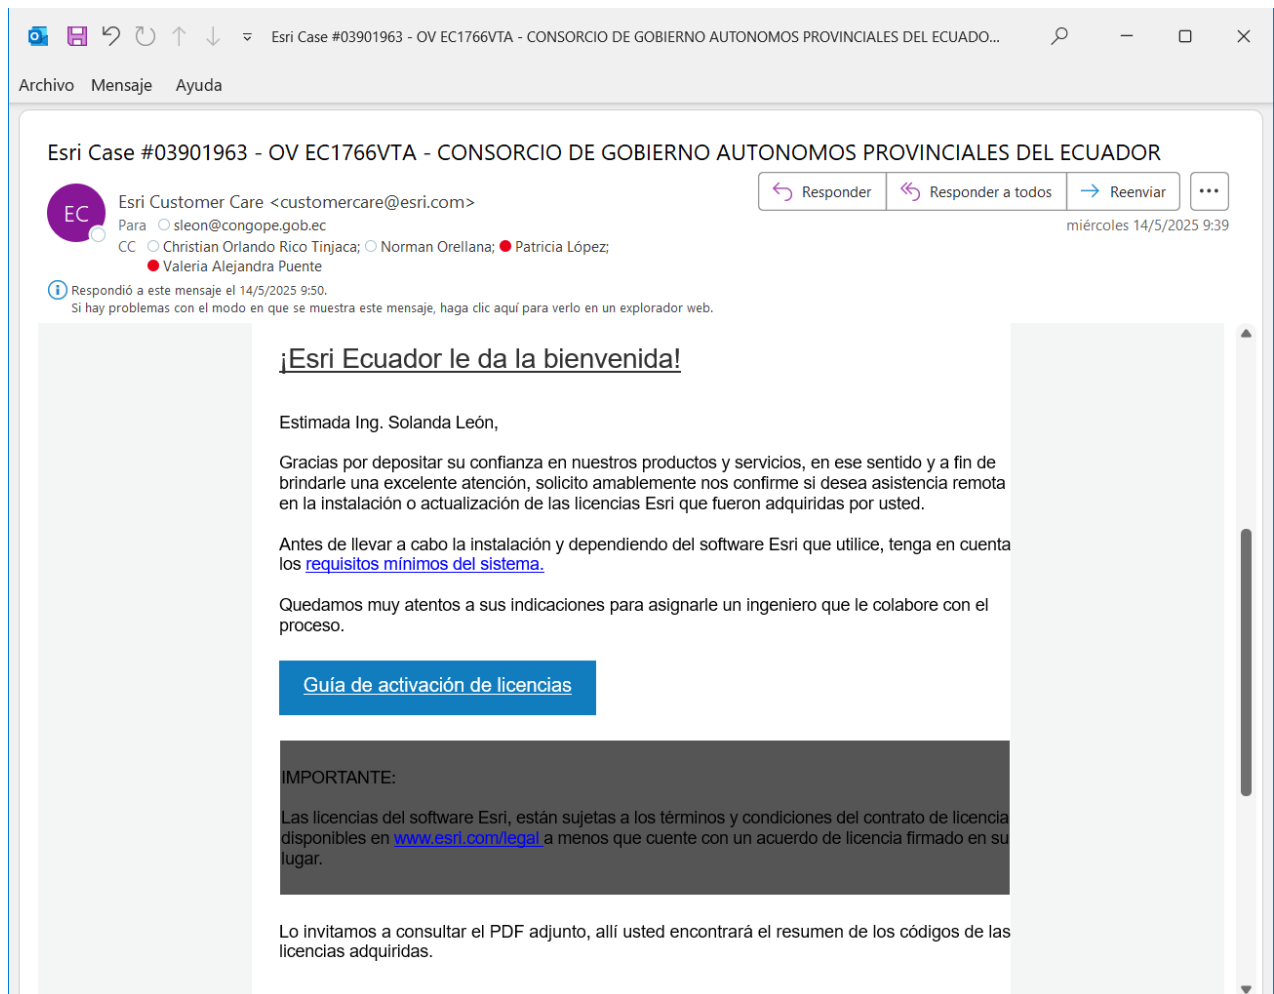 Esri Case #03901963 - OV EC1766VTA - CONSORCIO DE GOBIERNO AUTONOMOS PROVINCIALES DEL ECUADO...
Archivo Mensaje Ayuda
Esri Case #03901963 - OV EC1766VTA - CONSORCIO DE GOBIERNO AUTONOMOS PROVINCIALES DEL ECUADOR
EC
Esri Customer Care <customercare@esri.com>
Responder Responder a todos Reenviar
Para sleon@congope.gob.ec
miércoles 14/5/2025 9:39
CC Christian Orlando Rico Tinjaca; Norman Orellana; Patricia López;
Valeria Alejandra Puente
Respondió a este mensaje el 14/5/2025 9:50.
Si hay problemas con el modo en que se muestra este mensaje, haga clic aquí para verlo en un explorador web.
¡Esri Ecuador le da la bienvenida!
Estimada Ing. Solanda León,
Gracias por depositar su confianza en nuestros productos y servicios, en ese sentido y a fin de
brindarle una excelente atención, solicito amablemente nos confirme si desea asistencia remota
en la instalación o actualización de las licencias Esri que fueron adquiridas por usted.
Antes de llevar a cabo la instalación y dependiendo del software Esri que utilice, tenga en cuenta
los requisitos mínimos del sistema.
Quedamos muy atentos a sus indicaciones para asignarle un ingeniero que le colabore con el
proceso.
Guía de activación de licencias
IMPORTANTE:
Las licencias del software Esri, están sujetas a los términos y condiciones del contrato de licencia
disponibles en www.esri.com/legal a menos que cuente con un acuerdo de licencia firmado en su
lugar.
Lo invitamos a consultar el PDF adjunto, allí usted encontrará el resumen de los códigos de las
licencias adquiridas.